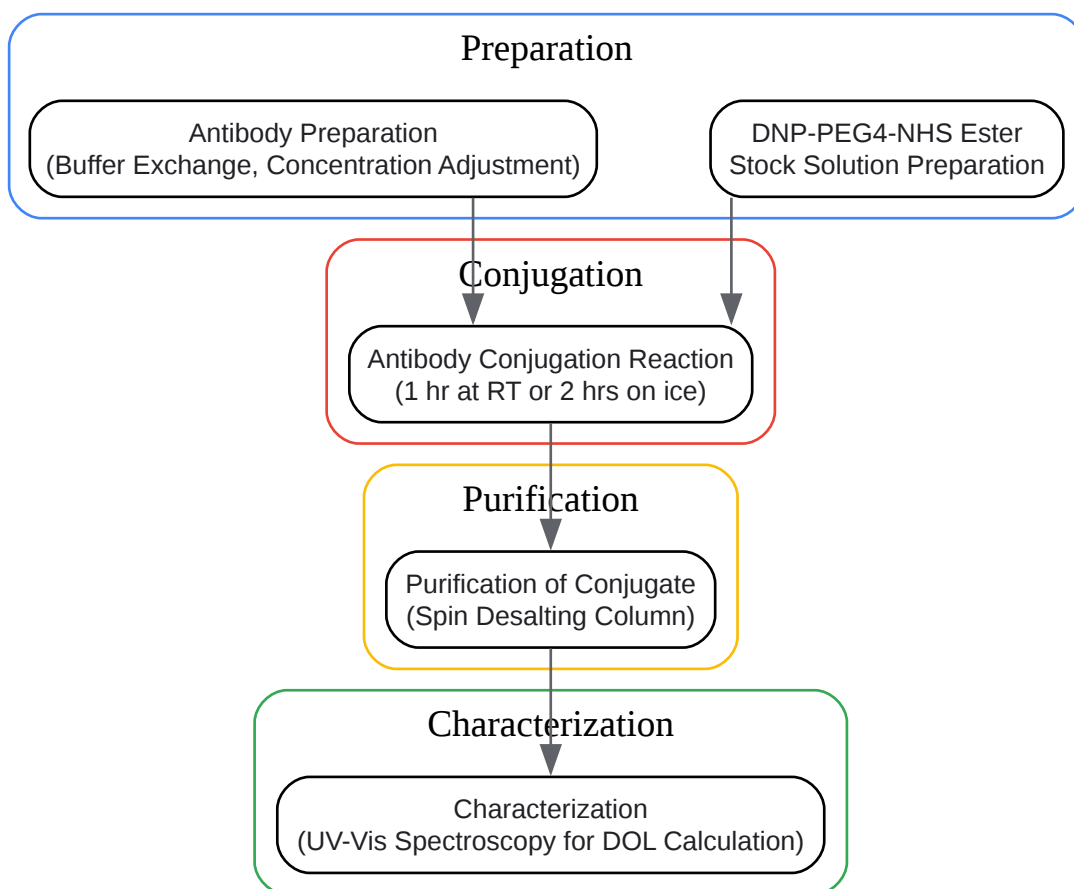 Preparation
Antibody Preparation
(Buffer Exchange, Concentration Adjustment)
DNP-PEG4-NHS Ester
Stock Solution Preparation
Conjugation
Antibody Conjugation Reaction
(1 hr at RT or 2 hrs on ice)
Purification
Purification of Conjugate
(Spin Desalting Column)
Characterization
Characterization
(UV-Vis Spectroscopy for DOL Calculation)